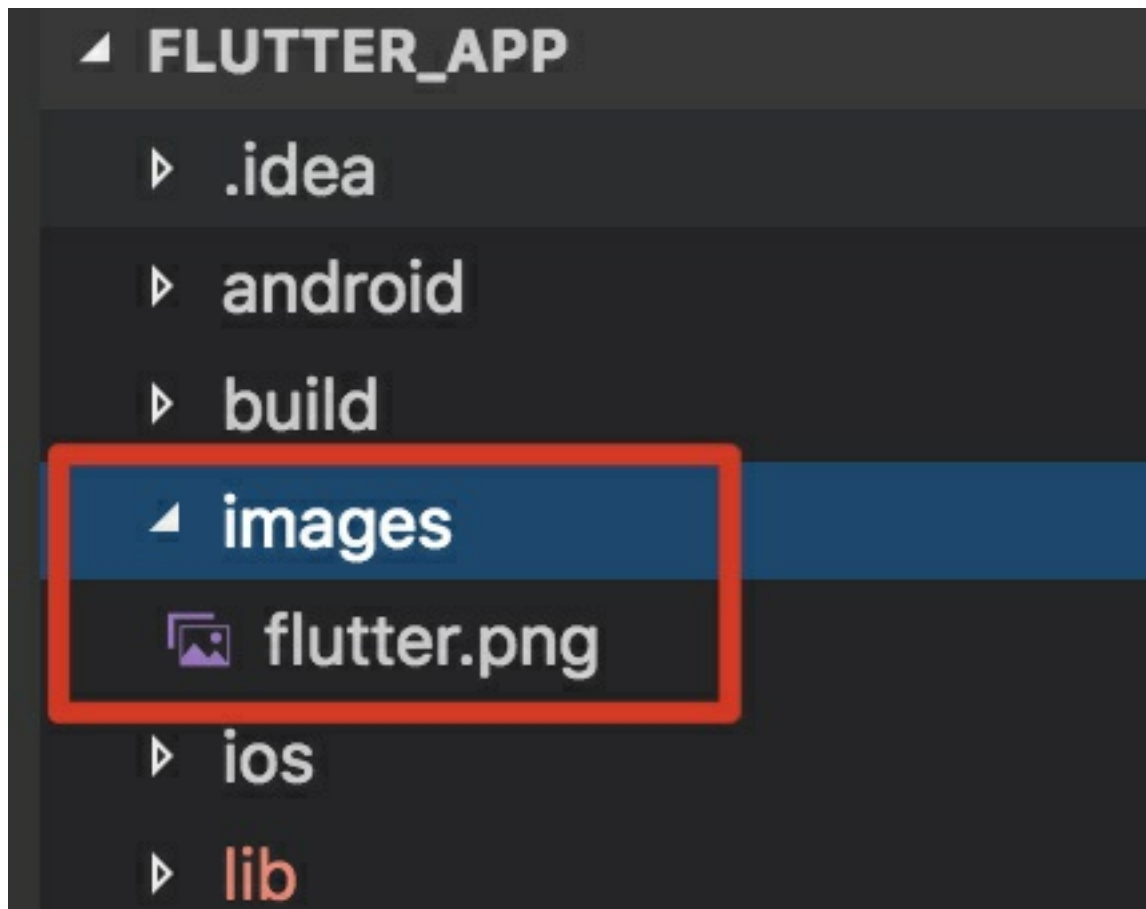 FLUTTER_APP
.idea
android
build
images
flutter.png
ios
lib